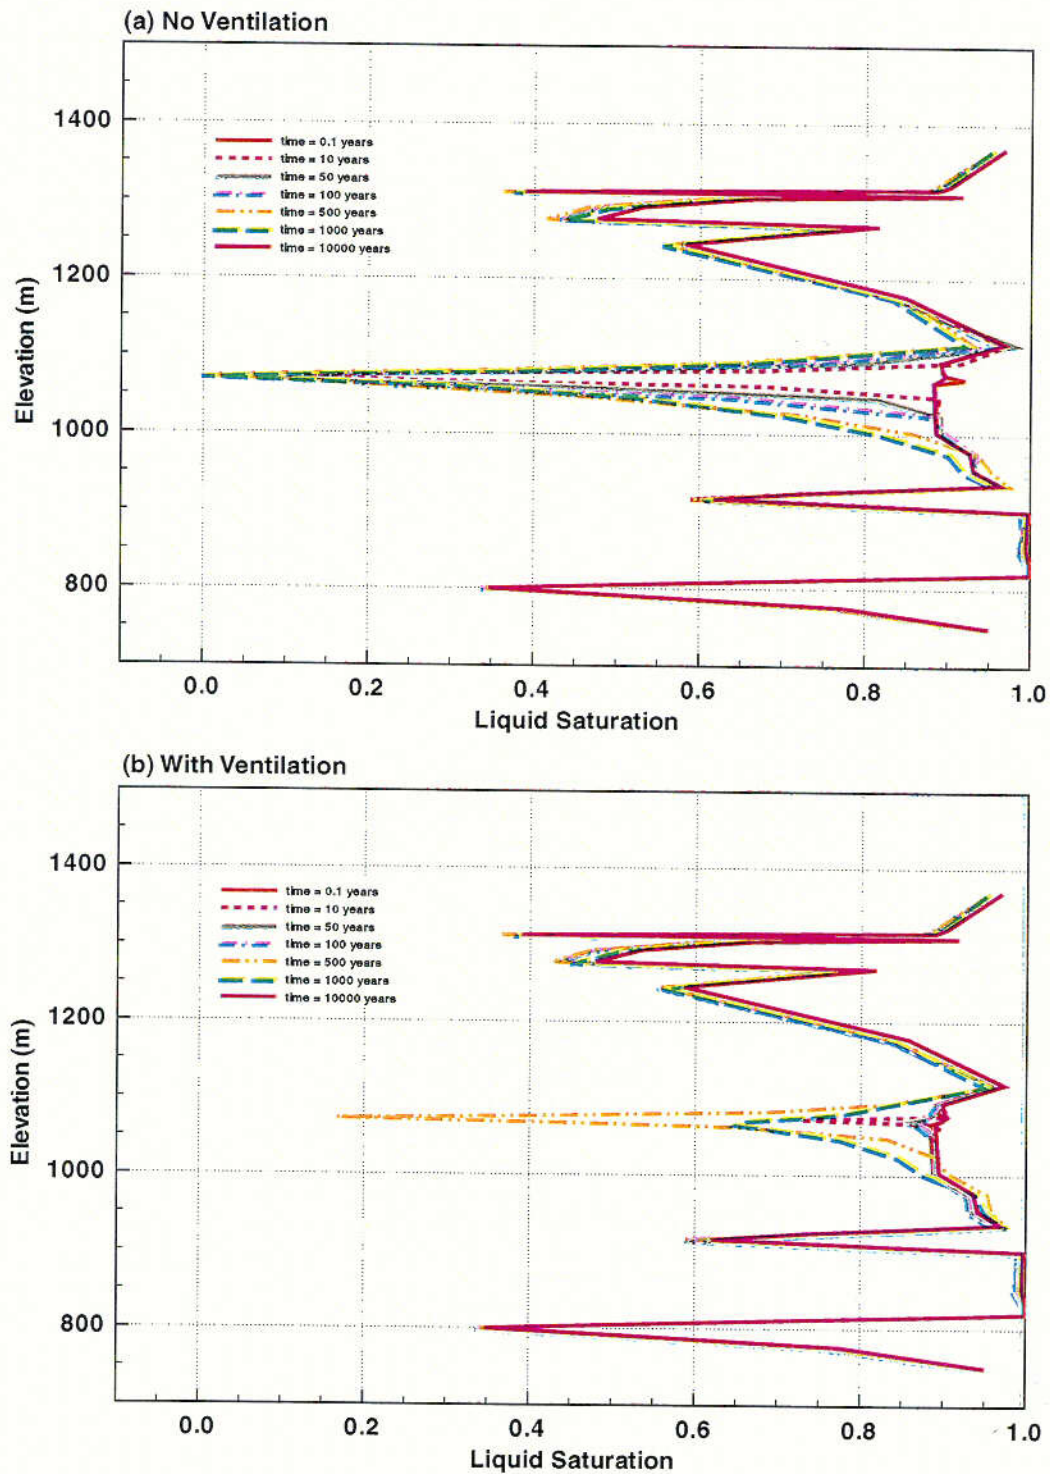 (a) No Ventilation
1400
1200
1000
800
Elevation (m)
time = 0.1 years
time = 10 years
time = 50 years
time = 100 years
time = 500 years
time = 1000 years
time = 10000 years
0.0 0.2 0.4 0.6 0.8 1.0
Liquid Saturation
(b) With Ventilation
1400
1200
1000
800
Elevation (m)
time = 0.1 years
time = 10 years
time = 50 years
time = 100 years
time = 500 years
time = 1000 years
time = 10000 years
0.0 0.2 0.4 0.6 0.8 1.0
Liquid Saturation